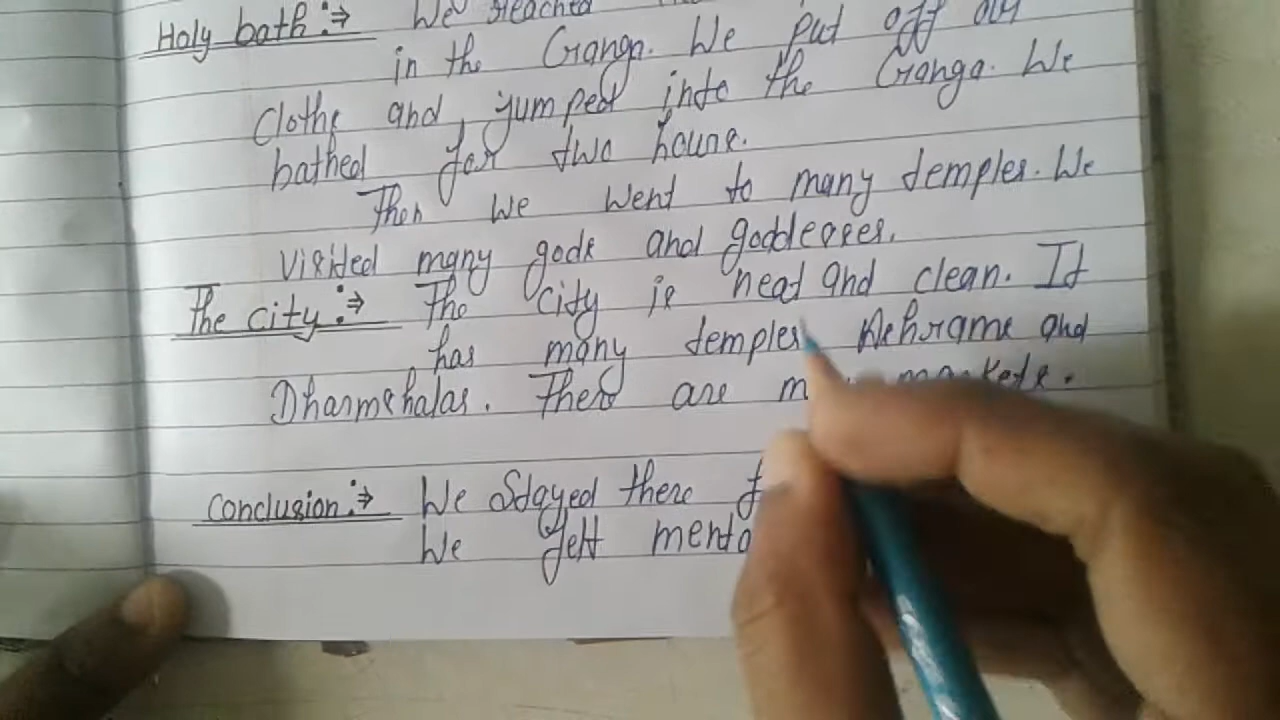 Holy bath :⇒ We reached
in the Ganga. We put off our
Clothe and jumped into the Ganga. We
bathed for two hours.
Then We Went to many temples. We
Visited many gods and goddesses.
The city :⇒ The city is neat and clean. It
has many temples Ashrams and
Dharmshalas. There are markets.
Conclusion :⇒ We Stayed there
We felt